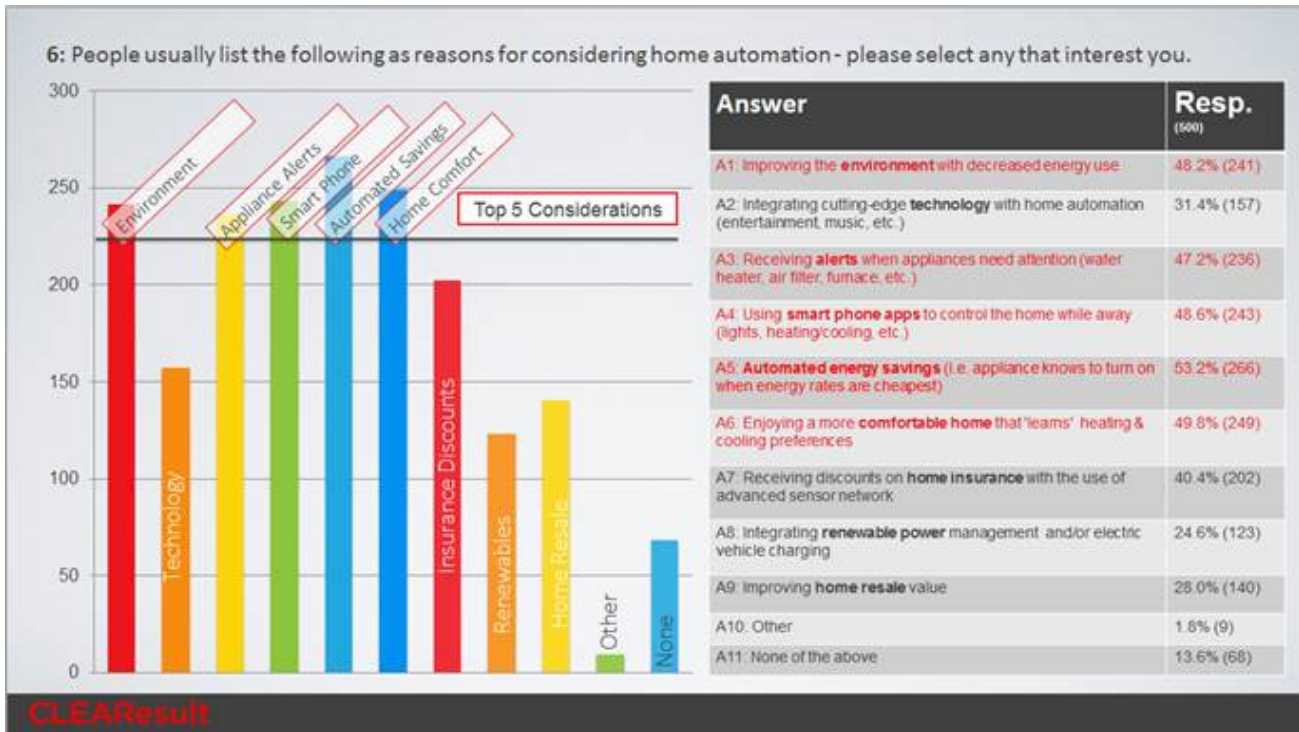 6: People usually list the following as reasons for considering home automation - please select any that interest you.
300
250
200
150
100
50
0
Environment
Technology
Appliance Alerts
Smart Phone
Automated Savings
Home Comfort
Insurance Discounts
Renewables
Home Resale
Other
None
Top 5 Considerations
Answer Resp.
(500)
A1: Improving the environment with decreased energy use 48.2% (241)
A2: Integrating cutting-edge technology with home automation 31.4% (157)
(entertainment, music, etc.)
A3: Receiving alerts when appliances need attention (water 47.2% (236)
heater, air filter, furnace, etc.)
A4: Using smart phone apps to control the home while away 48.6% (243)
(lights, heating/cooling, etc.)
A5: Automated energy savings (i.e. appliance knows to turn on 53.2% (266)
when energy rates are cheapest)
A6: Enjoying a more comfortable home that "learns" heating & 49.8% (249)
cooling preferences
A7: Receiving discounts on home insurance with the use of 40.4% (202)
advanced sensor network
A8: Integrating renewable power management and/or electric 24.6% (123)
vehicle charging
A9: Improving home resale value 28.0% (140)
A10: Other 1.8% (9)
A11: None of the above 13.6% (68)
CLEAResult